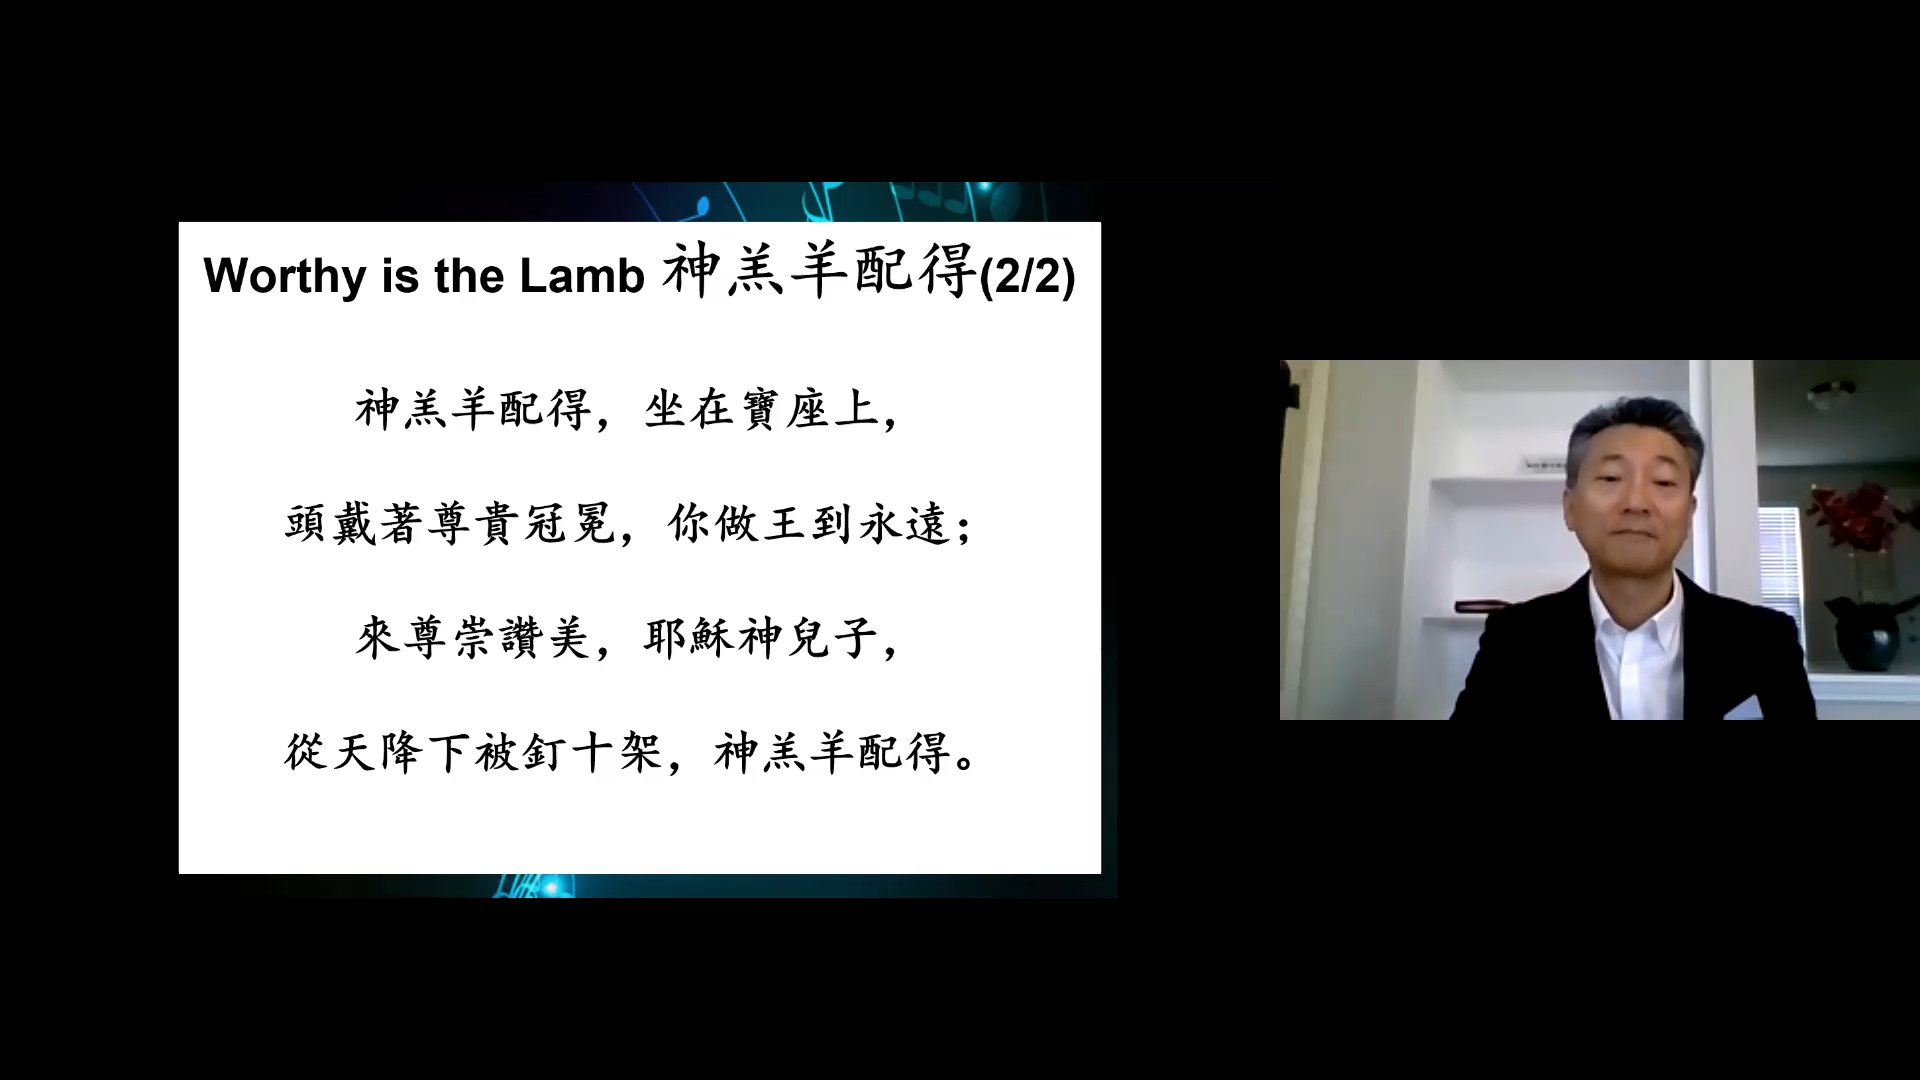 Worthy is the Lamb 神羔羊配得(2/2)
神羔羊配得，坐在寶座上，
頭戴著尊貴冠冕，你做王到永遠；
來尊崇讚美，耶穌神兒子，
從天降下被釘十架，神羔羊配得。